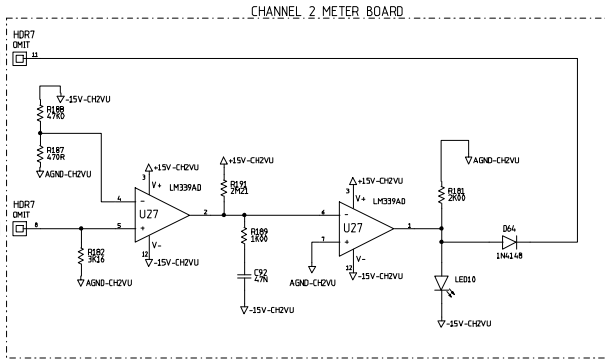 CHANNEL 2 METER BOARD
HDR7
OMIT
11
-15V-CH2VU
R188
47K0
R187
470R
AGND-CH2VU
+15V-CH2VU
3
V+
LM339AD
4
U27
5
2
V-
12
-15V-CH2VU
HDR7
OMIT
8
R182
3K16
AGND-CH2VU
+15V-CH2VU
R191
2M21
R189
1K00
C92
47N
-15V-CH2VU
+15V-CH2VU
3
V+
LM339AD
6
U27
7
1
V-
12
-15V-CH2VU
AGND-CH2VU
AGND-CH2VU
R181
2K00
D64
1N4148
LED10
-15V-CH2VU